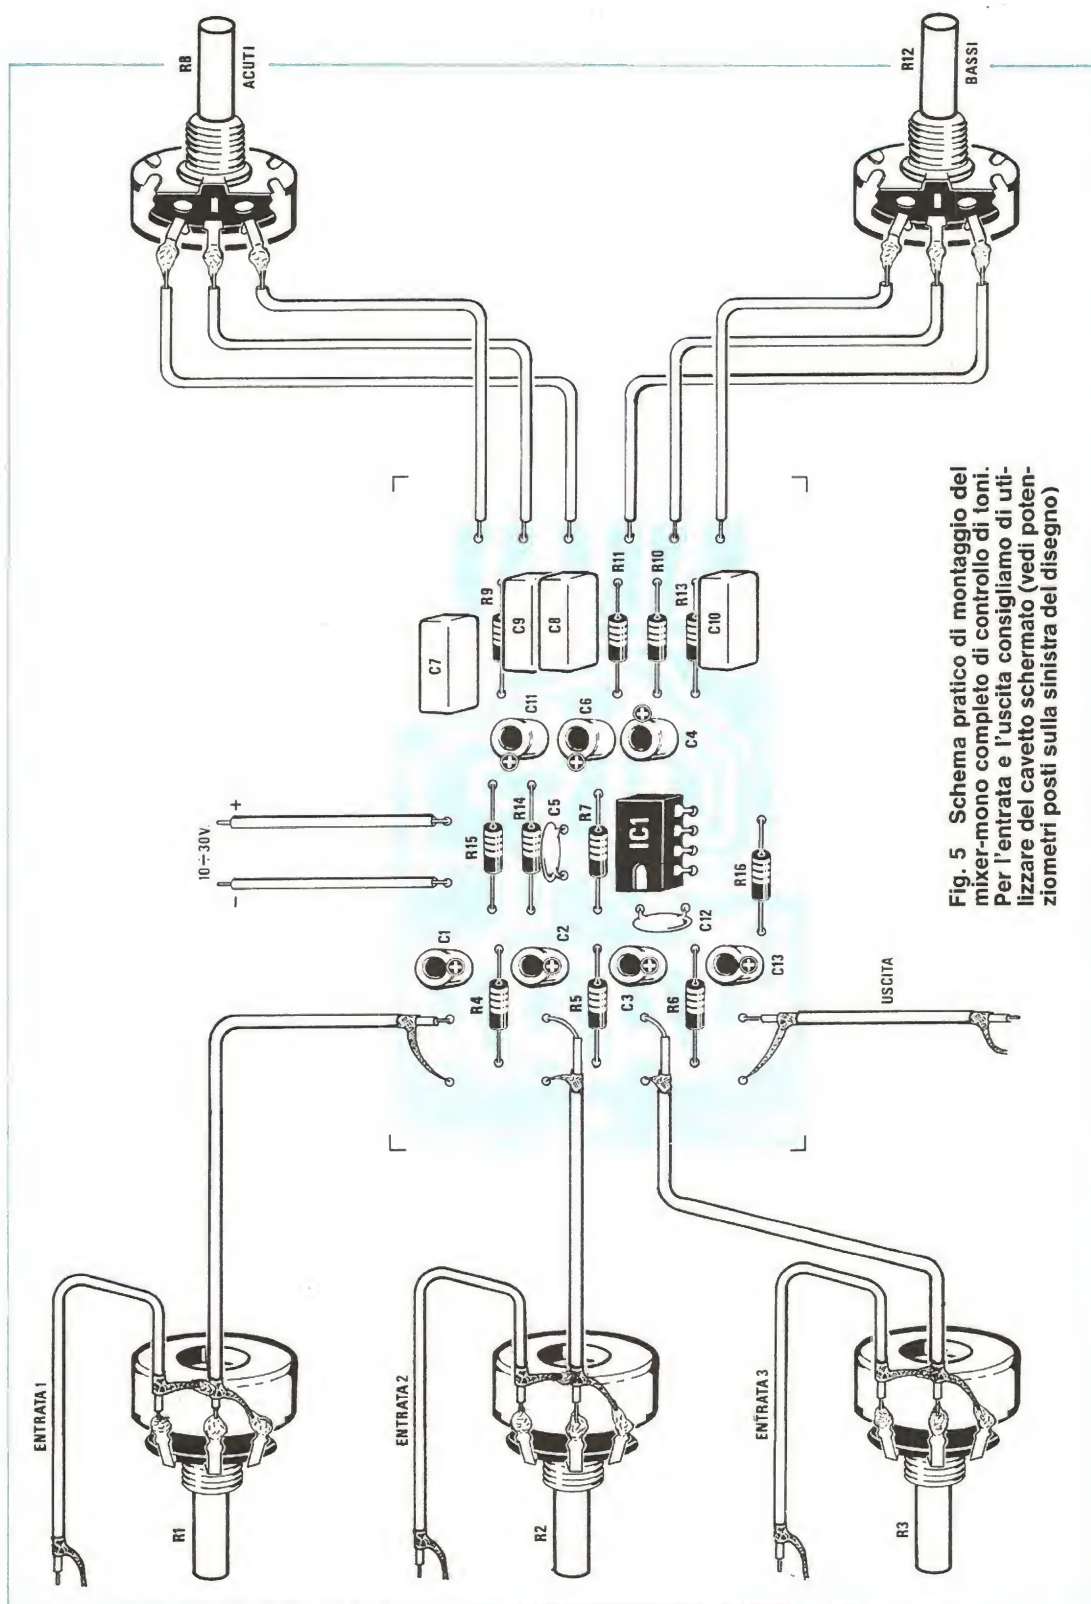 ENTRATA 1
R1
ENTRATA 2
R2
ENTRATA 3
R3
10÷30V.
-
+
R8
ACUTI
R12
BASSI
C1
R4
C2
R5
C3
R6
C13
USCITA
R15
R14
C5
R7
IC1
C12
R16
C11
C6
C4
C7
R9
C9
C8
R11
R10
R13
C10
Fig. 5 Schema pratico di montaggio del
mixer-mono completo di controllo di toni.
Per l'entrata e l'uscita consigliamo di uti-
lizzare del cavetto schermato (vedi poten-
ziometri posti sulla sinistra del disegno)